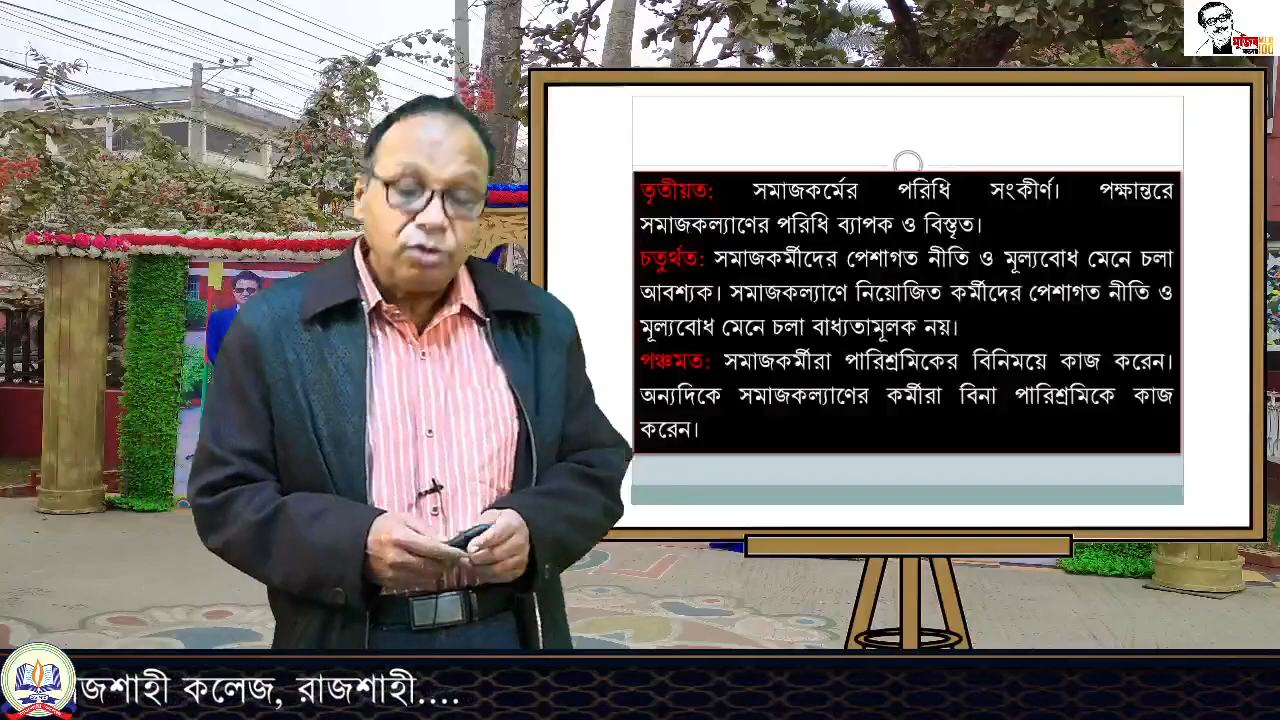 তৃতীয়ত: সমাজকর্মের পরিধি সংকীর্ণ। পক্ষান্তরে
সমাজকল্যাণের পরিধি ব্যাপক ও বিস্তৃত।
চতুর্থত: সমাজকর্মীদের পেশাগত নীতি ও মূল্যবোধ মেনে চলা
আবশ্যক। সমাজকল্যাণে নিয়োজিত কর্মীদের পেশাগত নীতি ও
মূল্যবোধ মেনে চলা বাধ্যতামূলক নয়।
পঞ্চমত: সমাজকর্মীরা পারিশ্রমিকের বিনিময়ে কাজ করেন।
অন্যদিকে সমাজকল্যাণের কর্মীরা বিনা পারিশ্রমিকে কাজ
করেন।
জশাহী কলেজ, রাজশাহী....